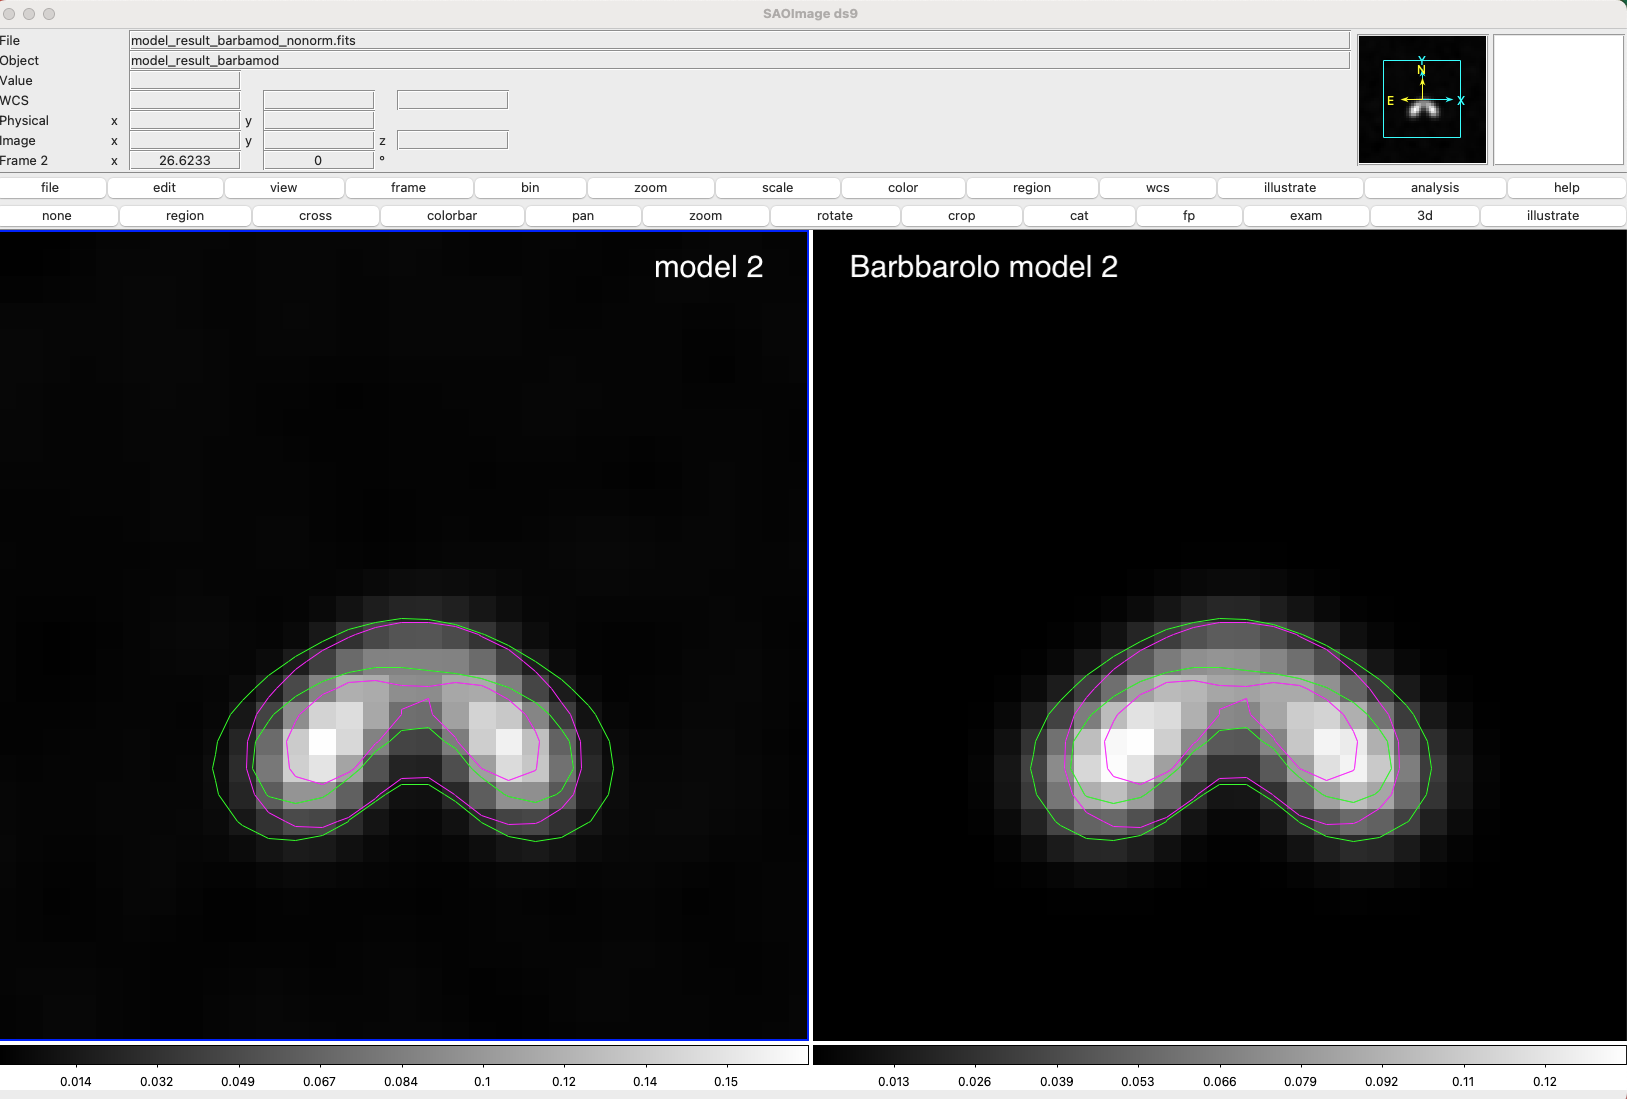 SAOImage ds9
File model_result_barbamod_nonorm.fits
Object model_result_barbamod
Value
WCS
Physical x y
Image x y z
Frame 2 x 26.6233 0 °
Y
N
E X
file edit view frame bin zoom scale color region wcs illustrate analysis help
none region cross colorbar pan zoom rotate crop cat fp exam 3d illustrate
model 2
Barbbarolo model 2
0.014 0.032 0.049 0.067 0.084 0.1 0.12 0.14 0.15
0.013 0.026 0.039 0.053 0.066 0.079 0.092 0.11 0.12